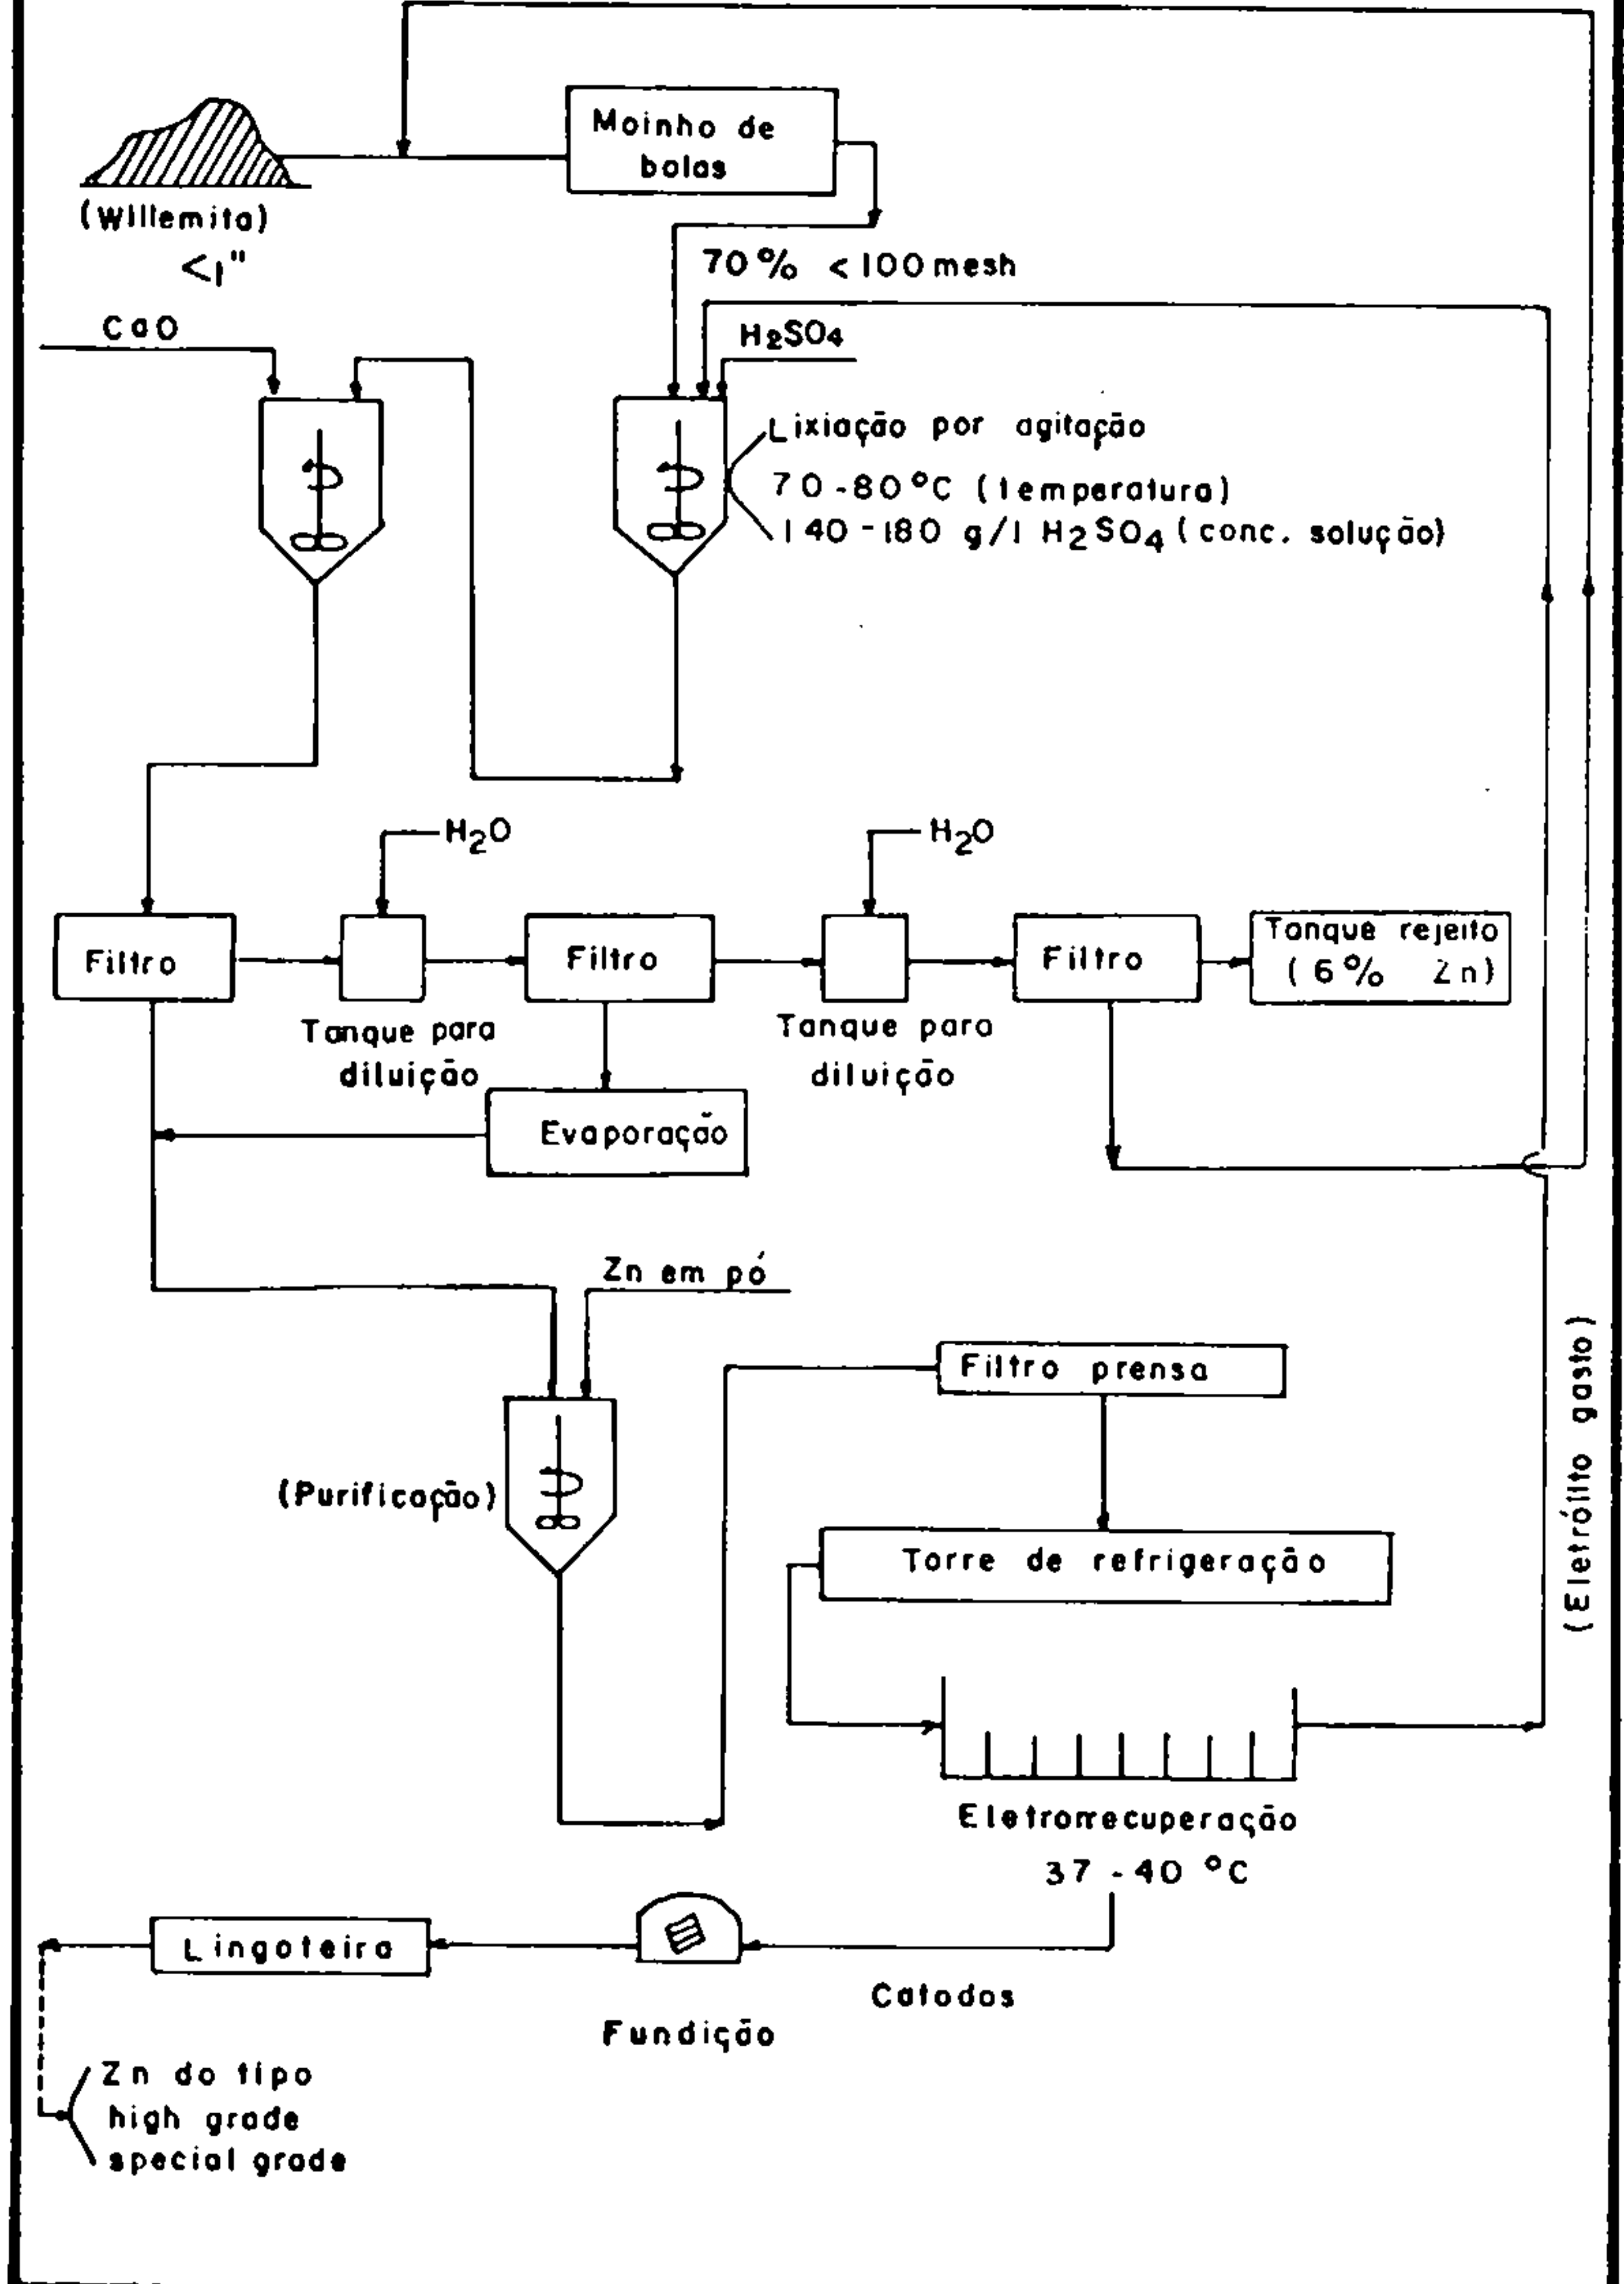 Moinho de
bolas
(Willemita)
<1"
70% <100 mesh
CaO
H2SO4
Lixiação por agitação
70-80°C (temperatura)
140-180 g/l H2SO4 (conc. solução)
H2O
H2O
Filtro
Filtro
Filtro
Tanque rejeito
(6% Zn)
Tanque para
diluição
Tanque para
diluição
Evaporação
Zn em pó
Filtro prensa
(Purificação)
Torre de refrigeração
(Eletrólito gasto)
Eletrorrecuperação
37 - 40 °C
Lingoteira
Catodos
Fundição
Zn do tipo
high grade
special grade